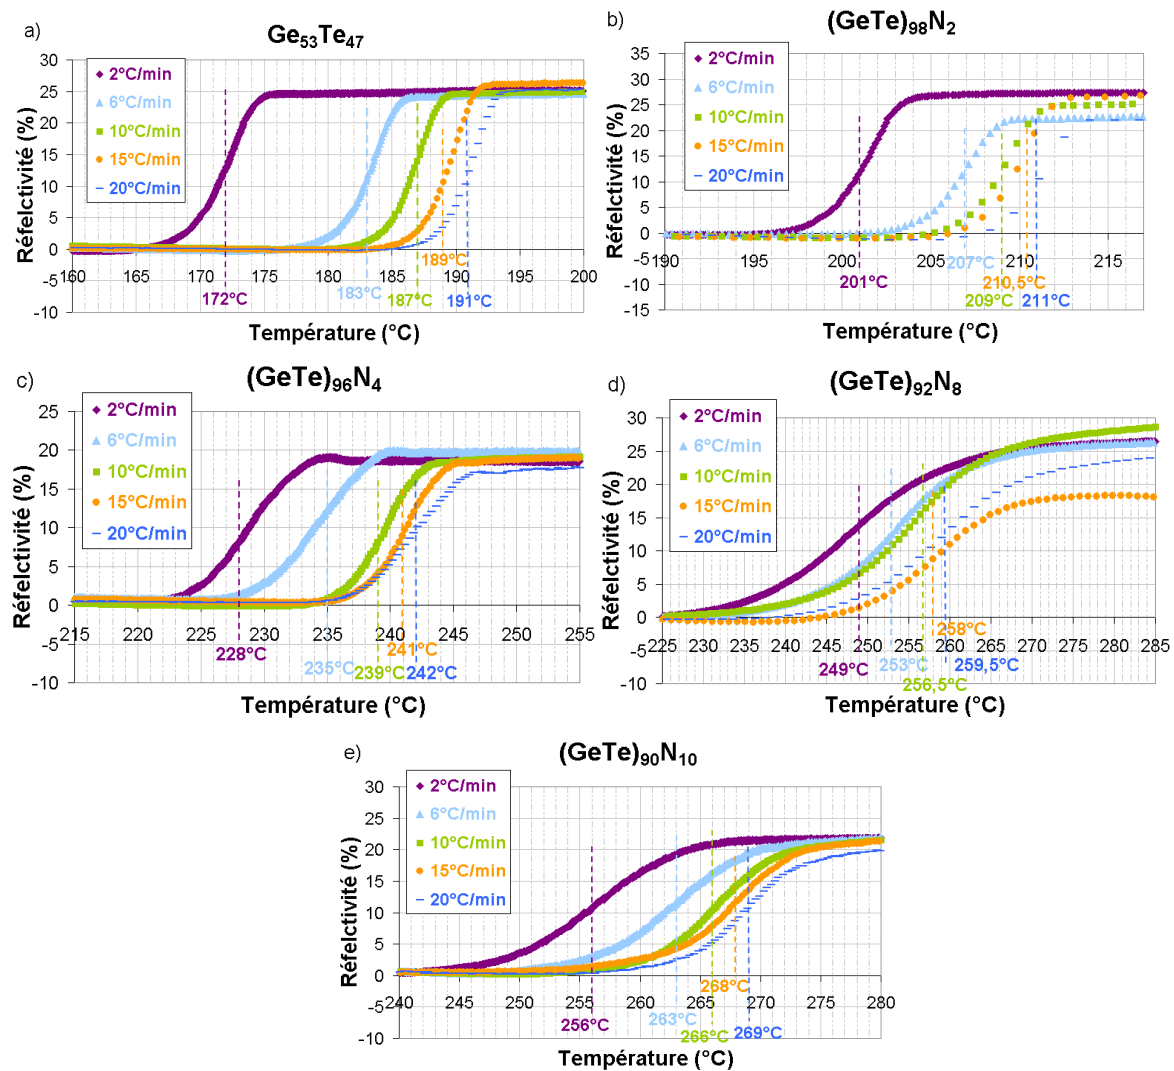 a)
Ge53Te47
Réfelctivité (%)
30
25
20
15
10
5
0
-5
-10
2°C/min
6°C/min
10°C/min
15°C/min
20°C/min
160 165 170 175 180 185 190 195 200
172°C
183°C
187°C
189°C
191°C
Température (°C)
b)
(GeTe)98N2
Réfelctivité (%)
35
30
25
20
15
10
5
0
-5
-10
-15
2°C/min
6°C/min
10°C/min
15°C/min
20°C/min
190 195 200 205 210 215
201°C
207°C
209°C
210,5°C
211°C
Température (°C)
c)
(GeTe)96N4
Réfelctivité (%)
25
20
15
10
5
0
-5
-10
2°C/min
6°C/min
10°C/min
15°C/min
20°C/min
215 220 225 230 235 240 245 250 255
228°C
235°C
239°C
241°C
242°C
Température (°C)
d)
(GeTe)92N8
Réfelctivité (%)
30
25
20
15
10
5
0
-5
-10
2°C/min
6°C/min
10°C/min
15°C/min
20°C/min
225 230 235 240 245 250 255 260 265 270 275 280 285
249°C
253°C
256,5°C
258°C
259,5°C
Température (°C)
e)
(GeTe)90N10
Réfelctivité (%)
30
25
20
15
10
5
0
-5
-10
2°C/min
6°C/min
10°C/min
15°C/min
20°C/min
240 245 250 255 260 265 270 275 280
256°C
263°C
266°C
268°C
269°C
Température (°C)